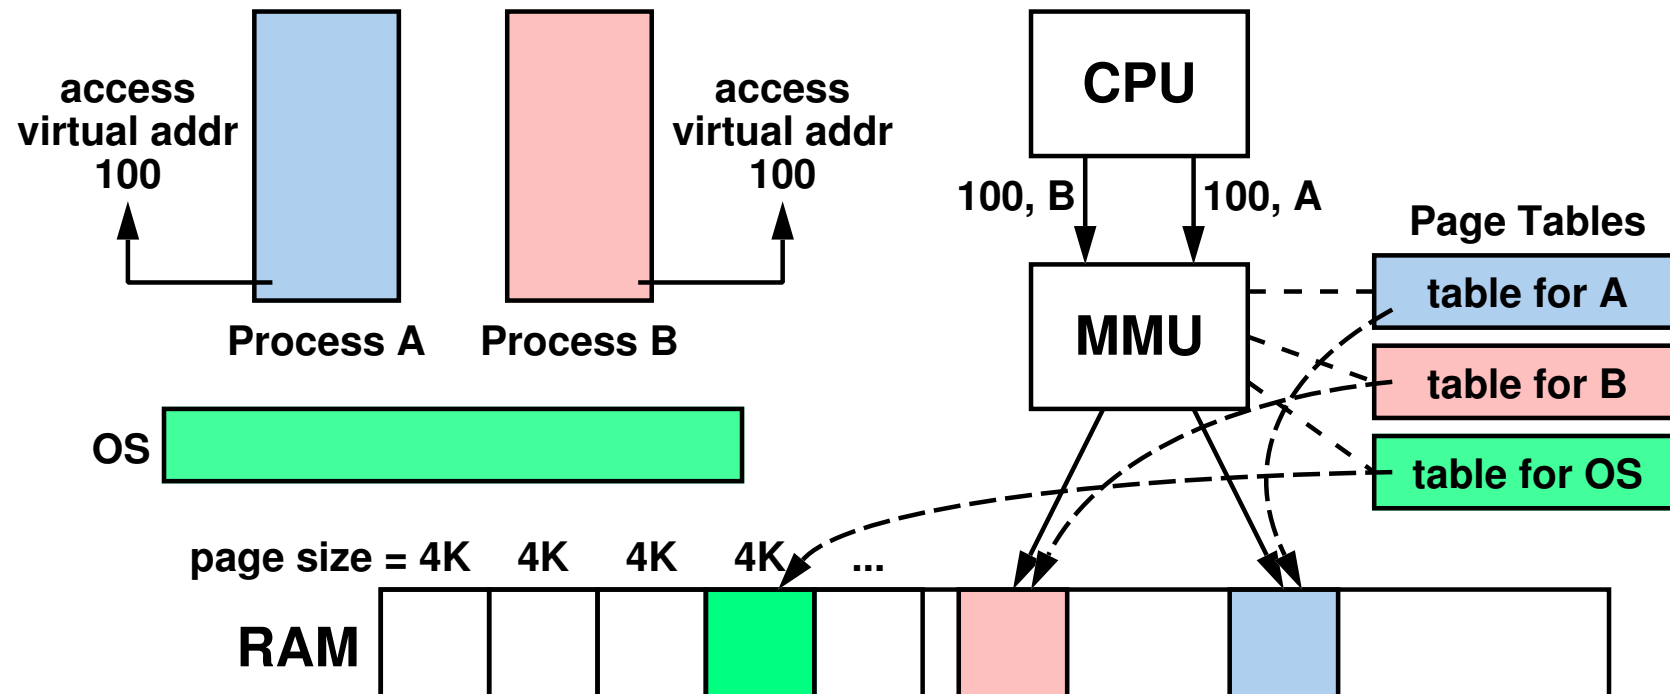 access
virtual addr
100
access
virtual addr
100
Process A
Process B
OS
CPU
100, B
100, A
MMU
Page Tables
table for A
table for B
table for OS
page size = 4K 4K 4K 4K ...
RAM